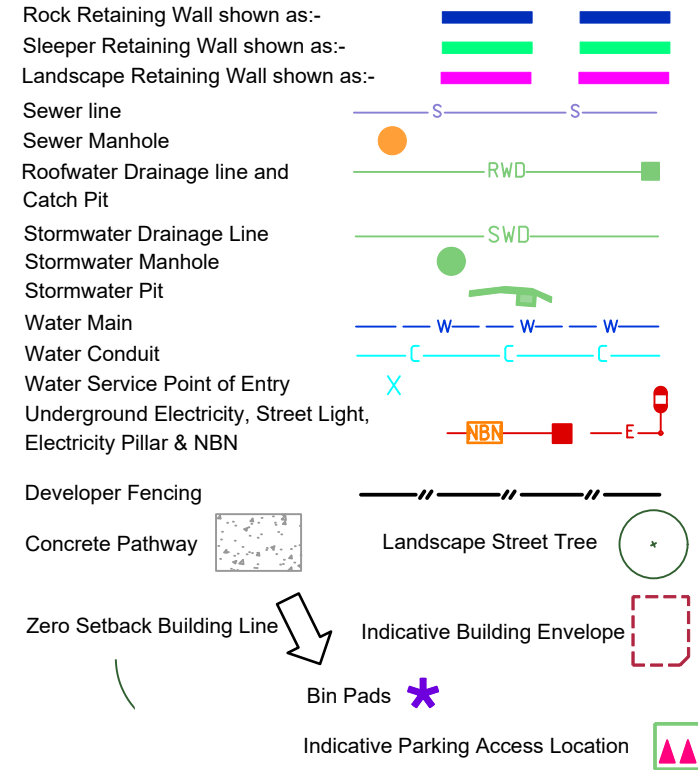 Rock Retaining Wall shown as:-
Sleeper Retaining Wall shown as:-
Landscape Retaining Wall shown as:-
Sewer line S S
Sewer Manhole
Roofwater Drainage line and RWD
Catch Pit
Stormwater Drainage Line SWD
Stormwater Manhole
Stormwater Pit
Water Main W W W
Water Conduit C C C
Water Service Point of Entry X
Underground Electricity, Street Light,
Electricity Pillar & NBN NBN E
Developer Fencing
Concrete Pathway Landscape Street Tree
Zero Setback Building Line Indicative Building Envelope
Bin Pads
Indicative Parking Access Location